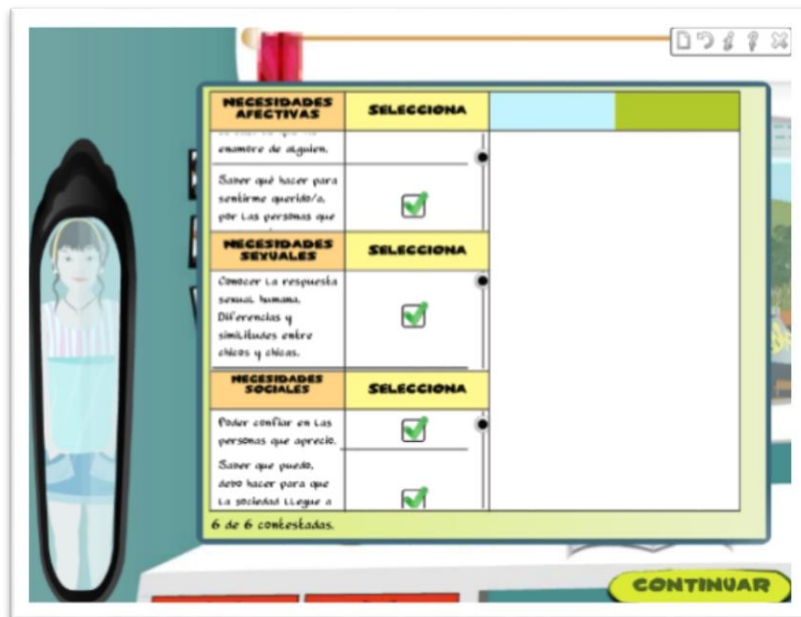 NECESIDADES
AFECTIVAS
SELECCIONA
enamore de alguien.
Saber qué hacer para
sentirme querido/a,
por las personas que
NECESIDADES
SEXUALES
SELECCIONA
Conocer la respuesta
sexual humana.
Diferencias y
similitudes entre
chicos y chicas.
NECESIDADES
SOCIALES
SELECCIONA
Poder confiar en las
personas que aprecio.
Saber que puedo,
debo hacer para que
la sociedad llegue a
6 de 6 contestadas.
CONTINUAR